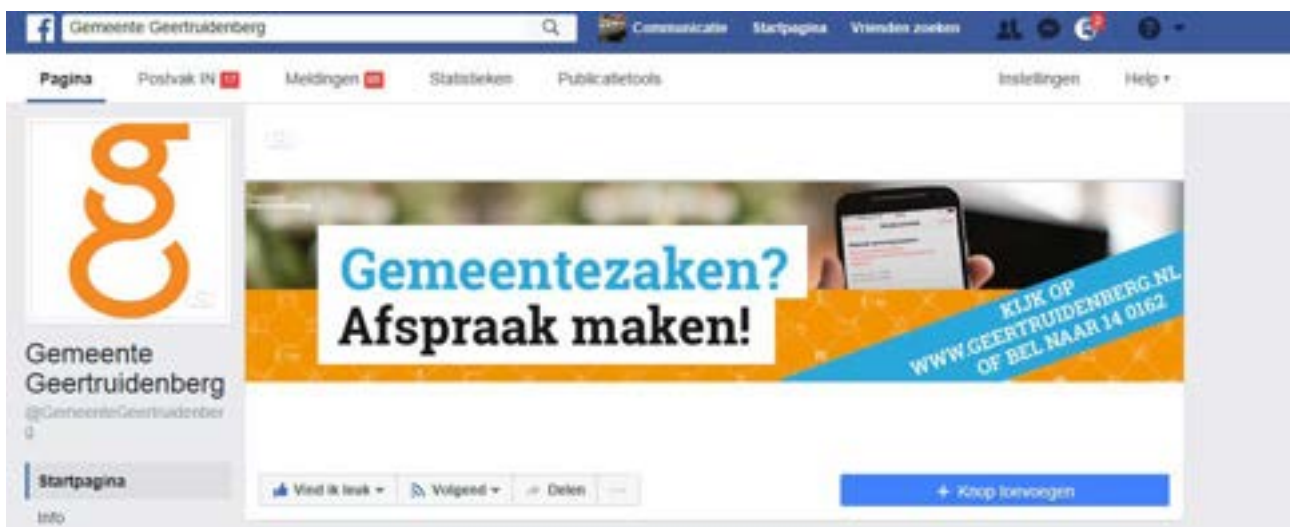 Gemeente Geertruidenberg
Communicatie Startpagina Vrienden zoeken
Pagina Postvak IN Meldingen Statistieken Publicatietools Instellingen Help
Gemeentezaken?
Afspraak maken!
KIJK OP
WWW.GEERTRUIDENBERG.NL
OF BEL NAAR 14 0162
Gemeente
Geertruidenberg
@GemeenteGeertruidenber
g
Startpagina
Info
Vind ik leuk Volgend Delen
+ Knop toevoegen